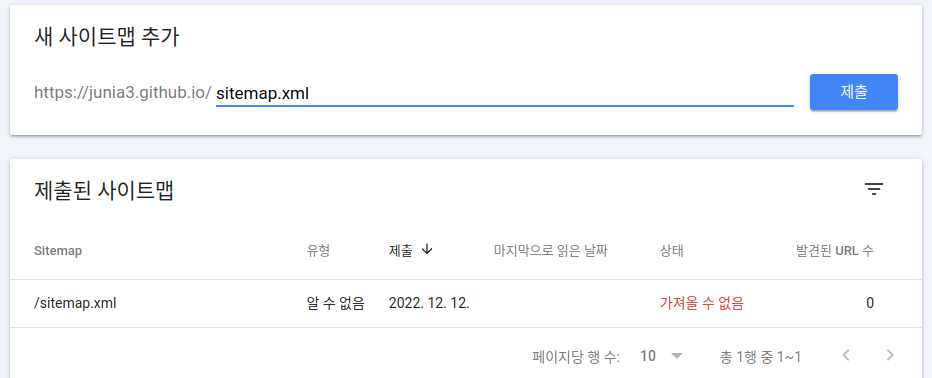 새 사이트맵 추가
https://junia3.github.io/ sitemap.xml 제출
제출된 사이트맵
Sitemap 유형 제출 마지막으로 읽은 날짜 상태 발견된 URL 수
/sitemap.xml 알 수 없음 2022. 12. 12. 가져올 수 없음 0
페이지당 행 수: 10 총 1행 중 1~1